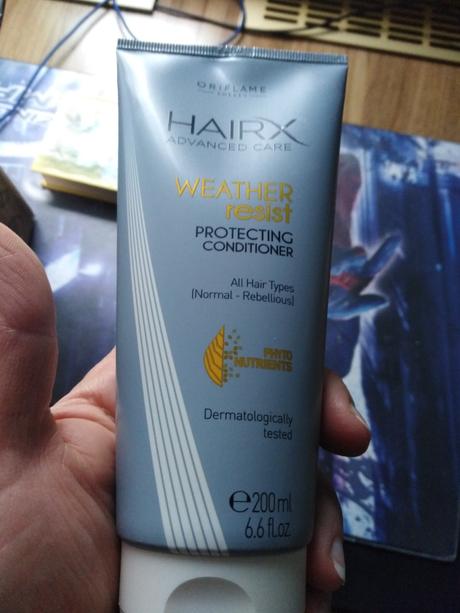 ORIFLAME
SWEDEN
HAIRX
ADVANCED CARE
WEATHER
resist
PROTECTING
CONDITIONER
All Hair Types
(Normal - Rebellious)
PHYTO
NUTRIENTS
Dermatologically
tested
℮200ml
6.6 fl.oz.